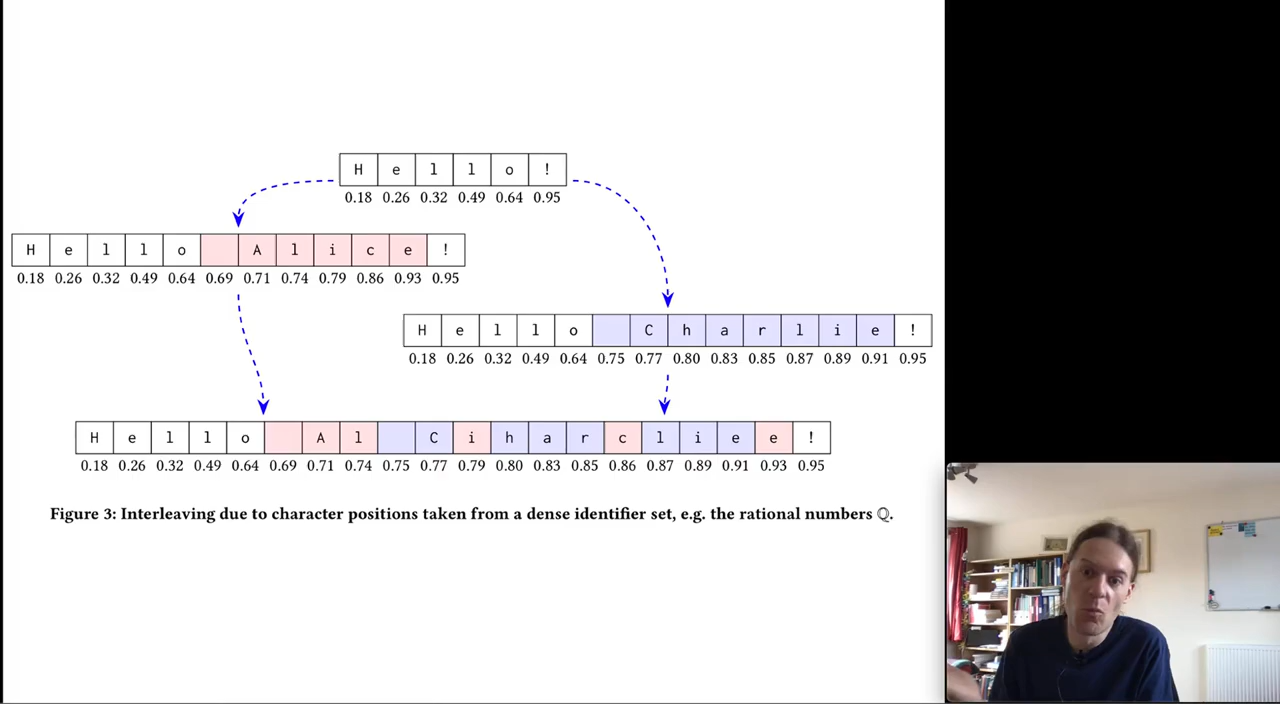 H e l l o !
0.18 0.26 0.32 0.49 0.64 0.95
H e l l o A l i c e !
0.18 0.26 0.32 0.49 0.64 0.69 0.71 0.74 0.79 0.86 0.93 0.95
H e l l o C h a r l i e !
0.18 0.26 0.32 0.49 0.64 0.75 0.77 0.80 0.83 0.85 0.87 0.89 0.91 0.95
H e l l o A l C i h a r c l i e e !
0.18 0.26 0.32 0.49 0.64 0.69 0.71 0.74 0.75 0.77 0.79 0.80 0.83 0.85 0.86 0.87 0.89 0.91 0.93 0.95
Figure 3: Interleaving due to character positions taken from a dense identifier set, e.g. the rational numbers ℚ.